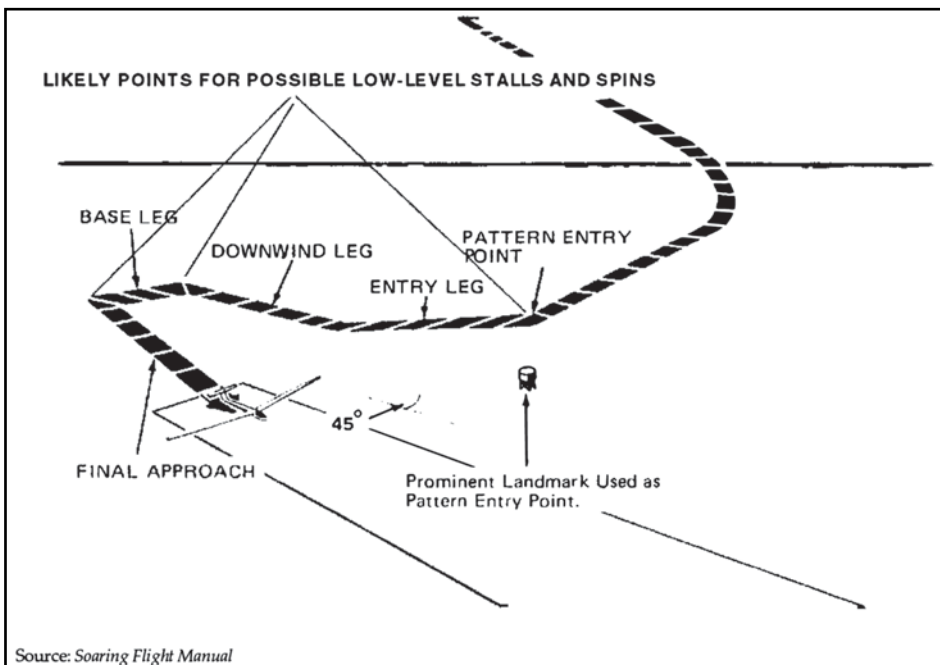 LIKELY POINTS FOR POSSIBLE LOW-LEVEL STALLS AND SPINS
BASE LEG
DOWNWIND LEG
PATTERN ENTRY
POINT
ENTRY LEG
45°
FINAL APPROACH
Prominent Landmark Used as
Pattern Entry Point.
Source: Soaring Flight Manual